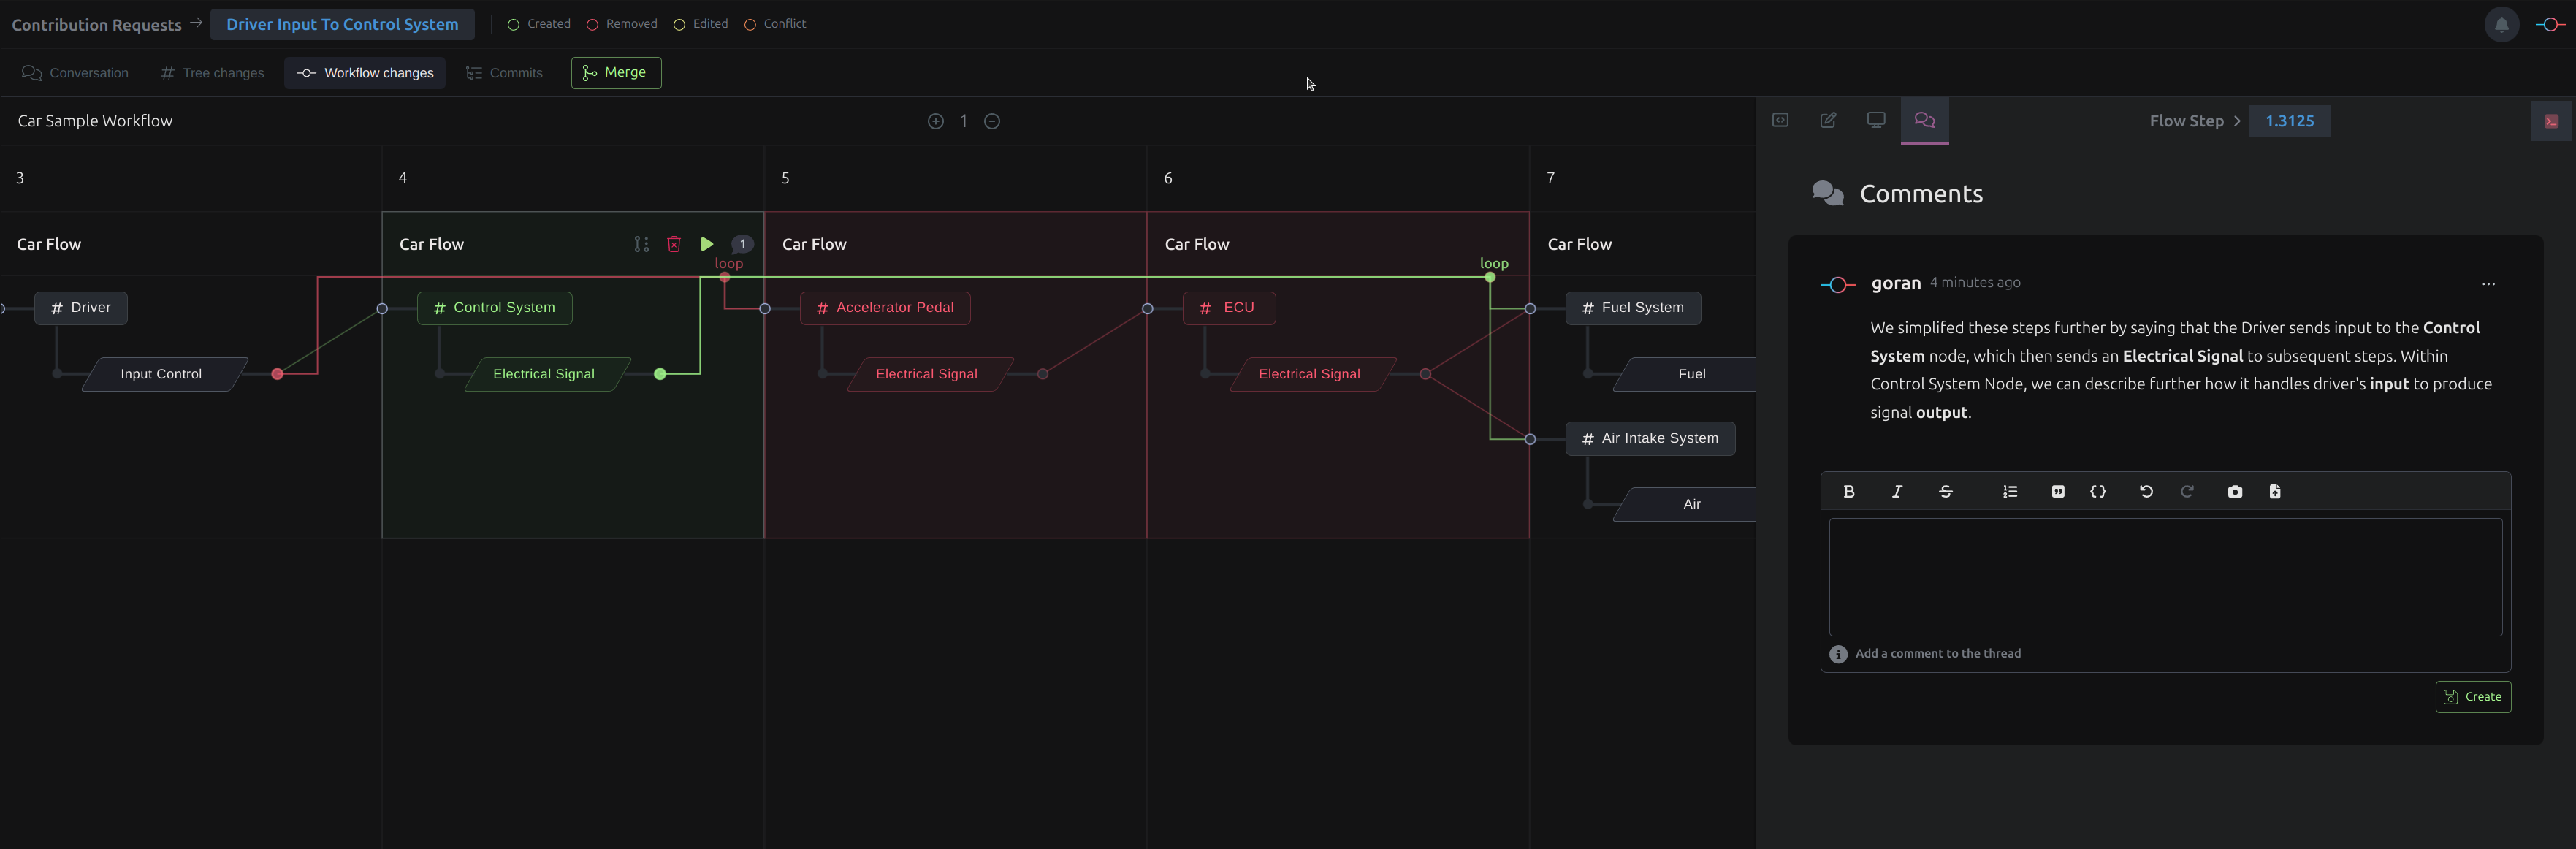 Contribution Requests → Driver Input To Control System
Created Removed Edited Conflict
Conversation # Tree changes Workflow changes Commits Merge
Car Sample Workflow
1
3 4 5 6 7
Car Flow Car Flow 1 Car Flow Car Flow Car Flow
loop loop
# Driver # Control System # Accelerator Pedal # ECU # Fuel System
Input Control Electrical Signal Electrical Signal Electrical Signal Fuel
# Air Intake System
Air
Flow Step > 1.3125
Comments
goran 4 minutes ago ...
We simplifed these steps further by saying that the Driver sends input to the Control
System node, which then sends an Electrical Signal to subsequent steps. Within
Control System Node, we can describe further how it handles driver's input to produce
signal output.
Add a comment to the thread
Create